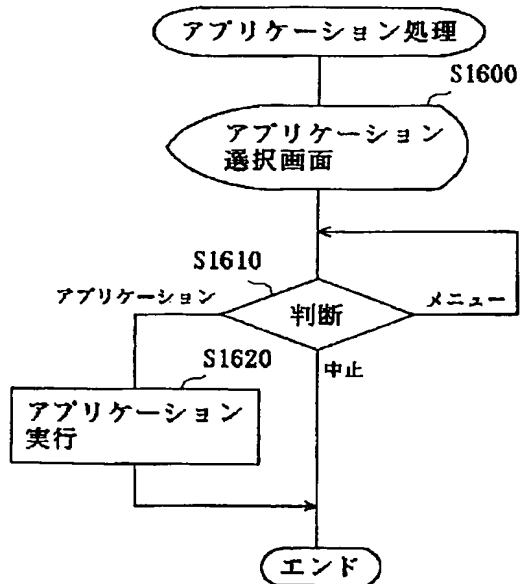 アプリケーション処理
S1600
アプリケーション
選択画面
S1610
アプリケーション
判断
メニュー
中止
S1620
アプリケーション
実行
エンド